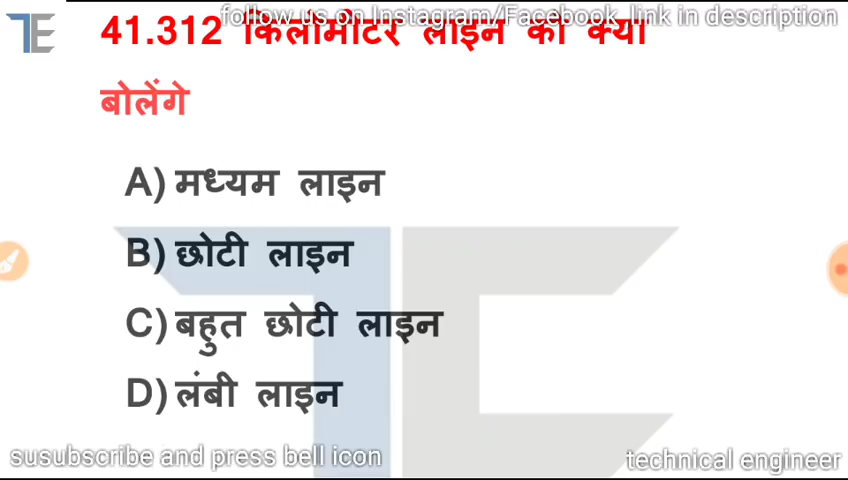 follow us on Instagram/Facebook link in description
TE
41.312 किलोमीटर लाइन को क्या
बोलेंगे
A) मध्यम लाइन
B) छोटी लाइन
C) बहुत छोटी लाइन
D) लंबी लाइन
susubscribe and press bell icon
technical engineer